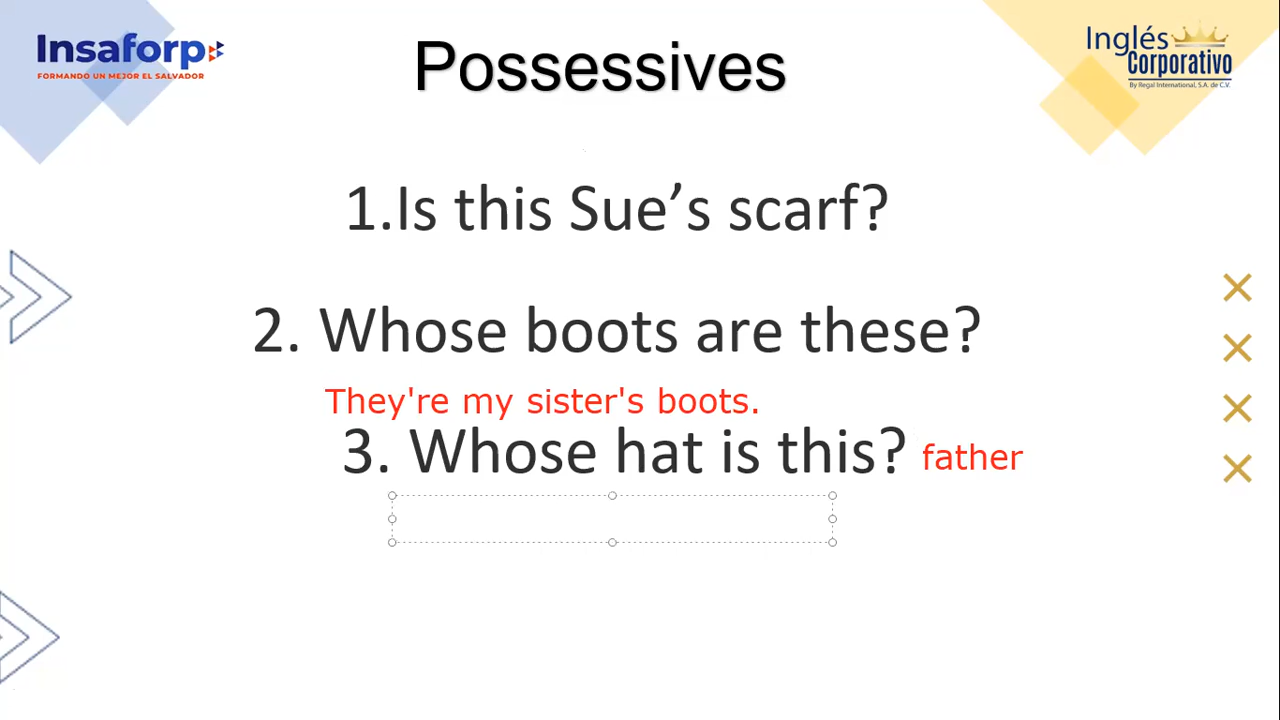 Insaforp
FORMANDO UN MEJOR EL SALVADOR
Possessives
Inglés
Corporativo
By Regal International, S.A. de C.V.
1.Is this Sue’s scarf?
2. Whose boots are these?
They're my sister's boots.
3. Whose hat is this? father